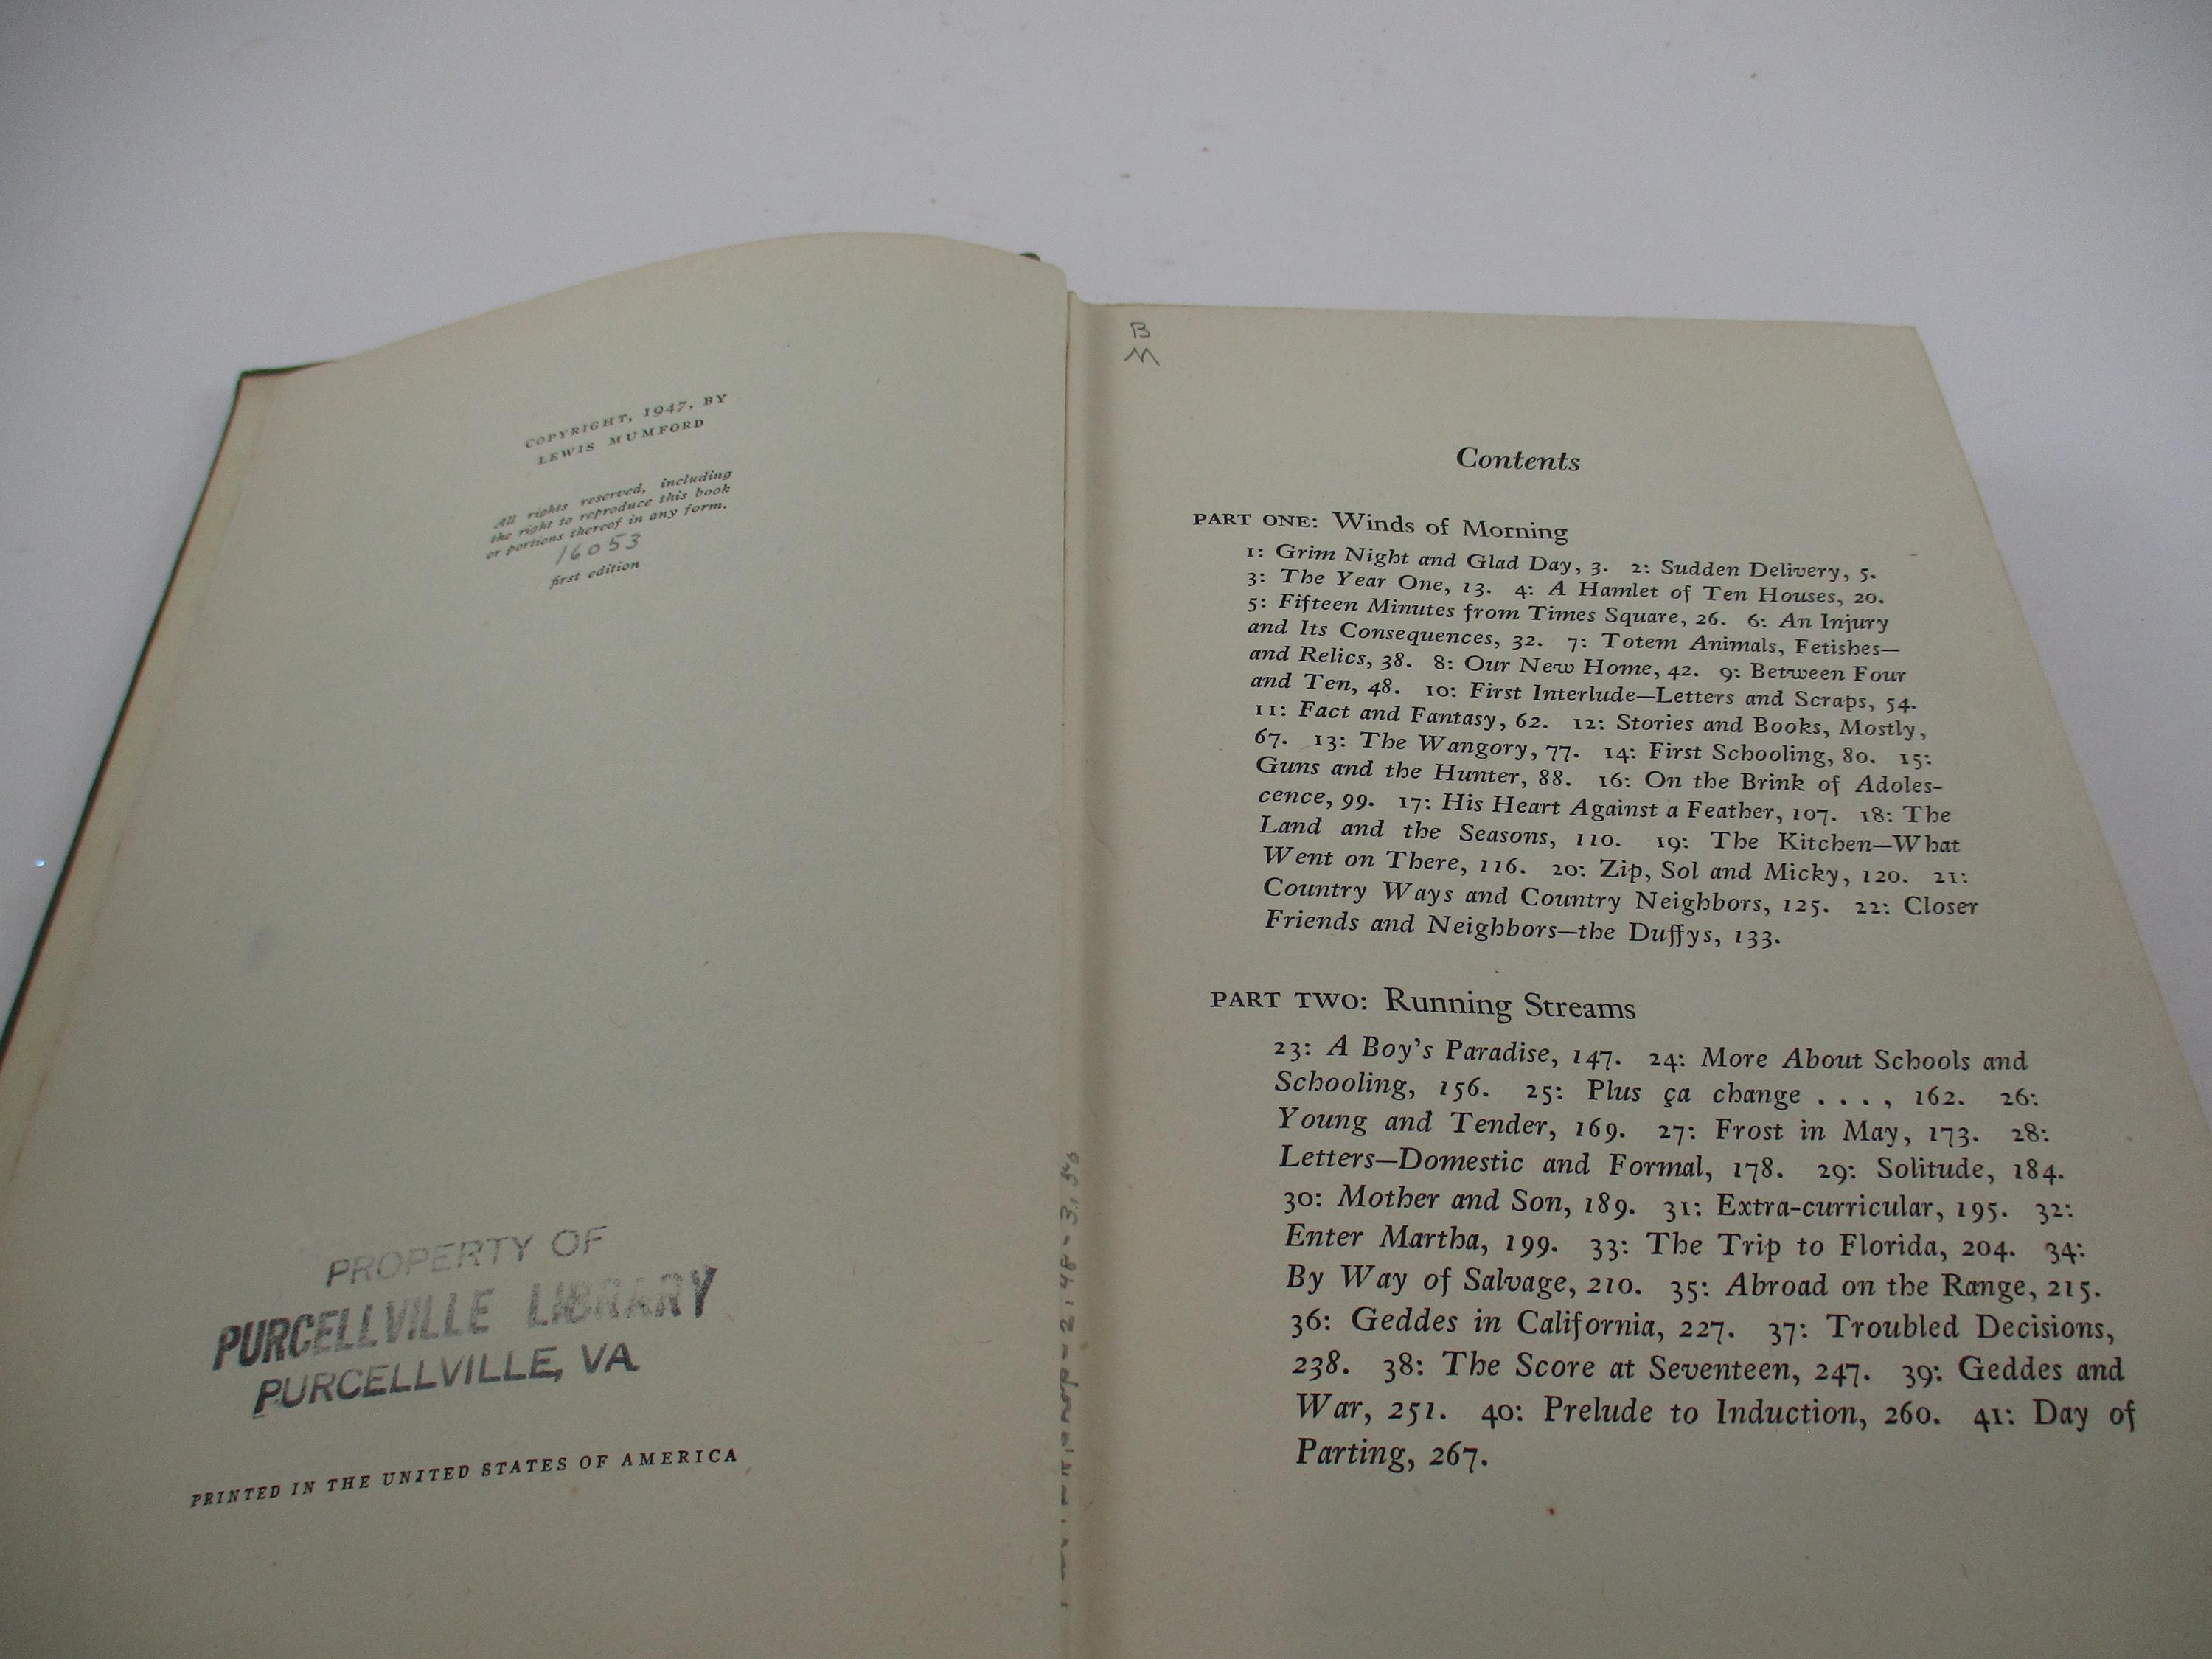 COPYRIGHT, 1947, BY
LEWIS MUMFORD
All rights reserved, including
the right to reproduce this book
or portions thereof in any form.
16053
first edition
PROPERTY OF
PURCELLVILLE LIBRARY
PURCELLVILLE, VA
PRINTED IN THE UNITED STATES OF AMERICA
2.48-3.30
B
M
Contents
PART ONE: Winds of Morning
1: Grim Night and Glad Day, 3. 2: Sudden Delivery, 5.
3: The Year One, 13. 4: A Hamlet of Ten Houses, 20.
5: Fifteen Minutes from Times Square, 26. 6: An Injury
and Its Consequences, 32. 7: Totem Animals, Fetishes—
and Relics, 38. 8: Our New Home, 42. 9: Between Four
and Ten, 48. 10: First Interlude—Letters and Scraps, 54.
11: Fact and Fantasy, 62. 12: Stories and Books, Mostly,
67. 13: The Wangory, 77. 14: First Schooling, 80. 15:
Guns and the Hunter, 88. 16: On the Brink of Adoles-
cence, 99. 17: His Heart Against a Feather, 107. 18: The
Land and the Seasons, 110. 19: The Kitchen—What
Went on There, 116. 20: Zip, Sol and Micky, 120. 21:
Country Ways and Country Neighbors, 125. 22: Closer
Friends and Neighbors—the Duffys, 133.
PART TWO: Running Streams
23: A Boy's Paradise, 147. 24: More About Schools and
Schooling, 156. 25: Plus ça change . . . , 162. 26:
Young and Tender, 169. 27: Frost in May, 173. 28:
Letters—Domestic and Formal, 178. 29: Solitude, 184.
30: Mother and Son, 189. 31: Extra-curricular, 195. 32:
Enter Martha, 199. 33: The Trip to Florida, 204. 34:
By Way of Salvage, 210. 35: Abroad on the Range, 215.
36: Geddes in California, 227. 37: Troubled Decisions,
238. 38: The Score at Seventeen, 247. 39: Geddes and
War, 251. 40: Prelude to Induction, 260. 41: Day of
Parting, 267.